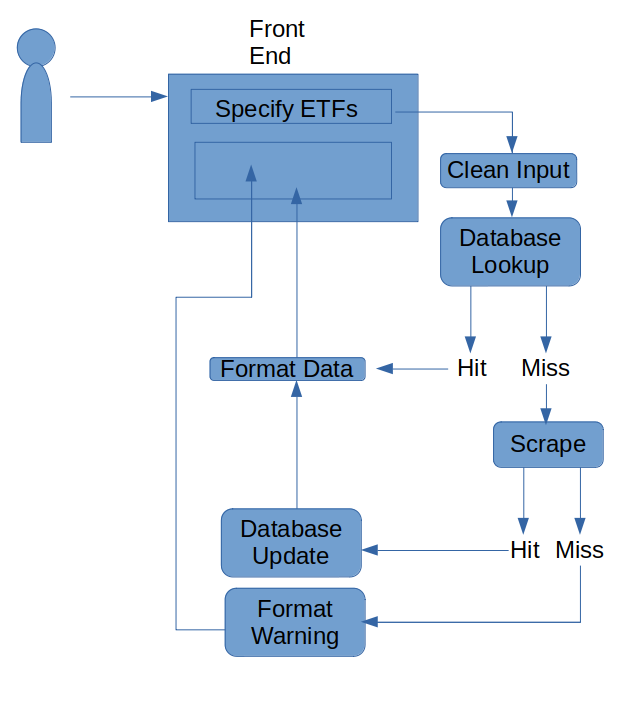 Front
End
Specify ETFs
Clean Input
Database
Lookup
Hit
Miss
Format Data
Scrape
Database
Update
Hit
Miss
Format
Warning